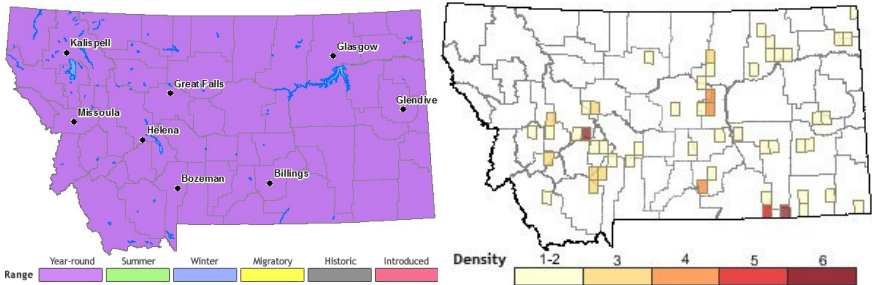 Kalispell
Glasgow
Great Falls
Glendive
Missoula
Helena
Bozeman
Billings
Range
Year-round
Summer
Winter
Migratory
Historic
Introduced
Density
1-2
3
4
5
6